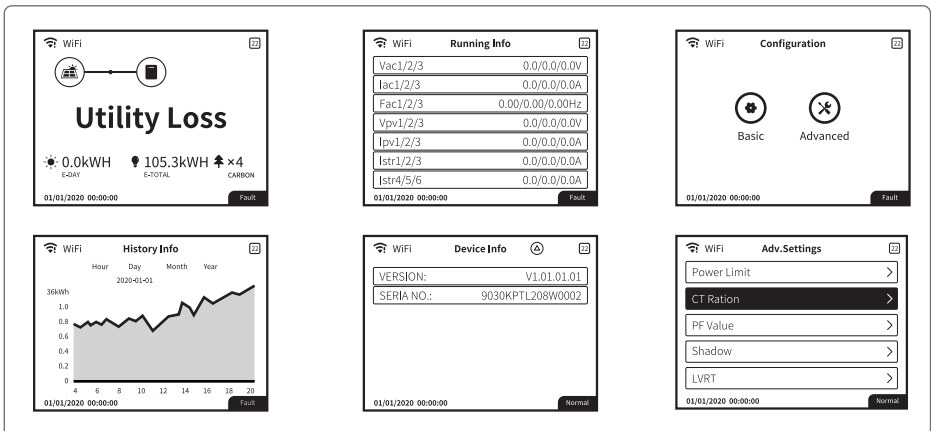 WiFi 22
Utility Loss
0.0kWH 105.3kWH ×4
E-DAY E-TOTAL CARBON
01/01/2020 00:00:00 Fault
WiFi Running Info 22
Vac1/2/3 0.0/0.0/0.0V
Iac1/2/3 0.0/0.0/0.0A
Fac1/2/3 0.00/0.00/0.00Hz
Vpv1/2/3 0.0/0.0/0.0V
Ipv1/2/3 0.0/0.0/0.0A
Istr1/2/3 0.0/0.0/0.0A
Istr4/5/6 0.0/0.0/0.0A
01/01/2020 00:00:00 Fault
WiFi Configuration 22
Basic Advanced
01/01/2020 00:00:00 Fault
WiFi History Info 22
Hour Day Month Year
2020-01-01
36kWh
1.0
0.8
0.6
0.4
0.2
0
4 6 8 10 12 14 16 18 20
01/01/2020 00:00:00 Fault
WiFi Device Info 22
VERSION: V1.01.01.01
SERIA NO.: 9030KPTL208W0002
01/01/2020 00:00:00 Normal
WiFi Adv.Settings 22
Power Limit >
CT Ration >
PF Value >
Shadow >
LVRT >
01/01/2020 00:00:00 Normal